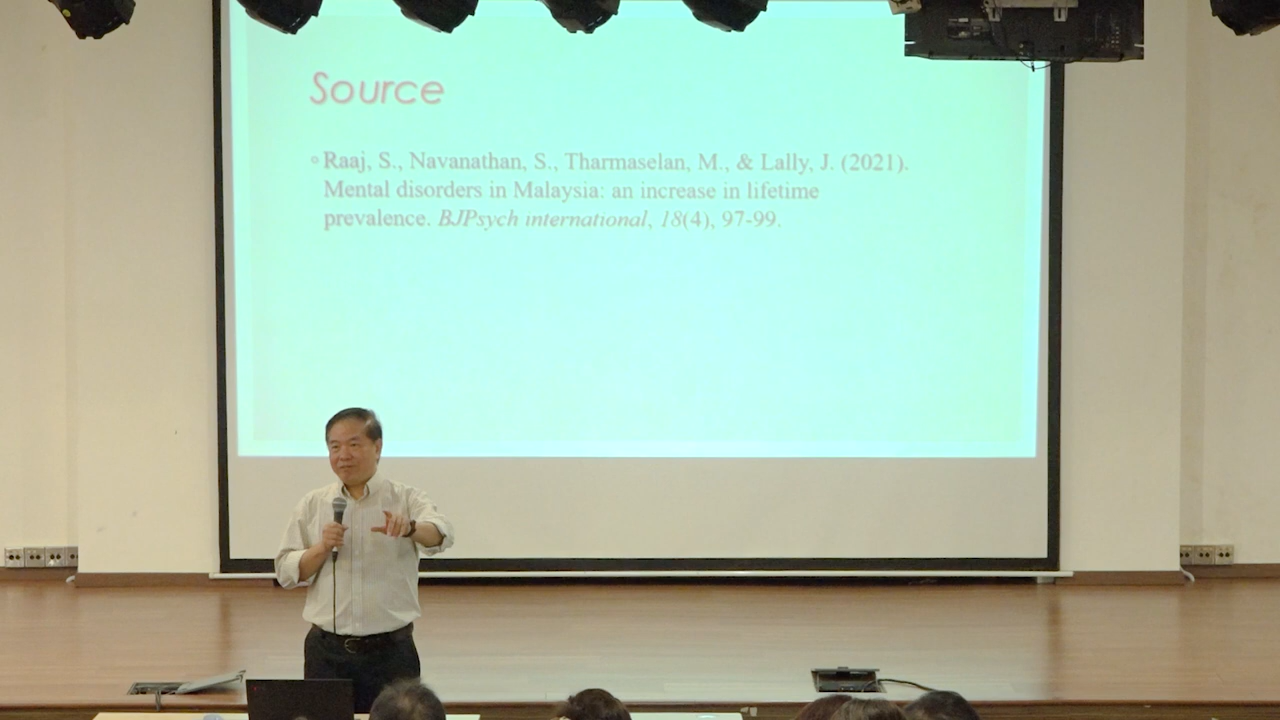 Source
Raaj, S., Navanathan, S., Tharmaselan, M., & Lally, J. (2021).
Mental disorders in Malaysia: an increase in lifetime
prevalence. BJPsych international, 18(4), 97-99.